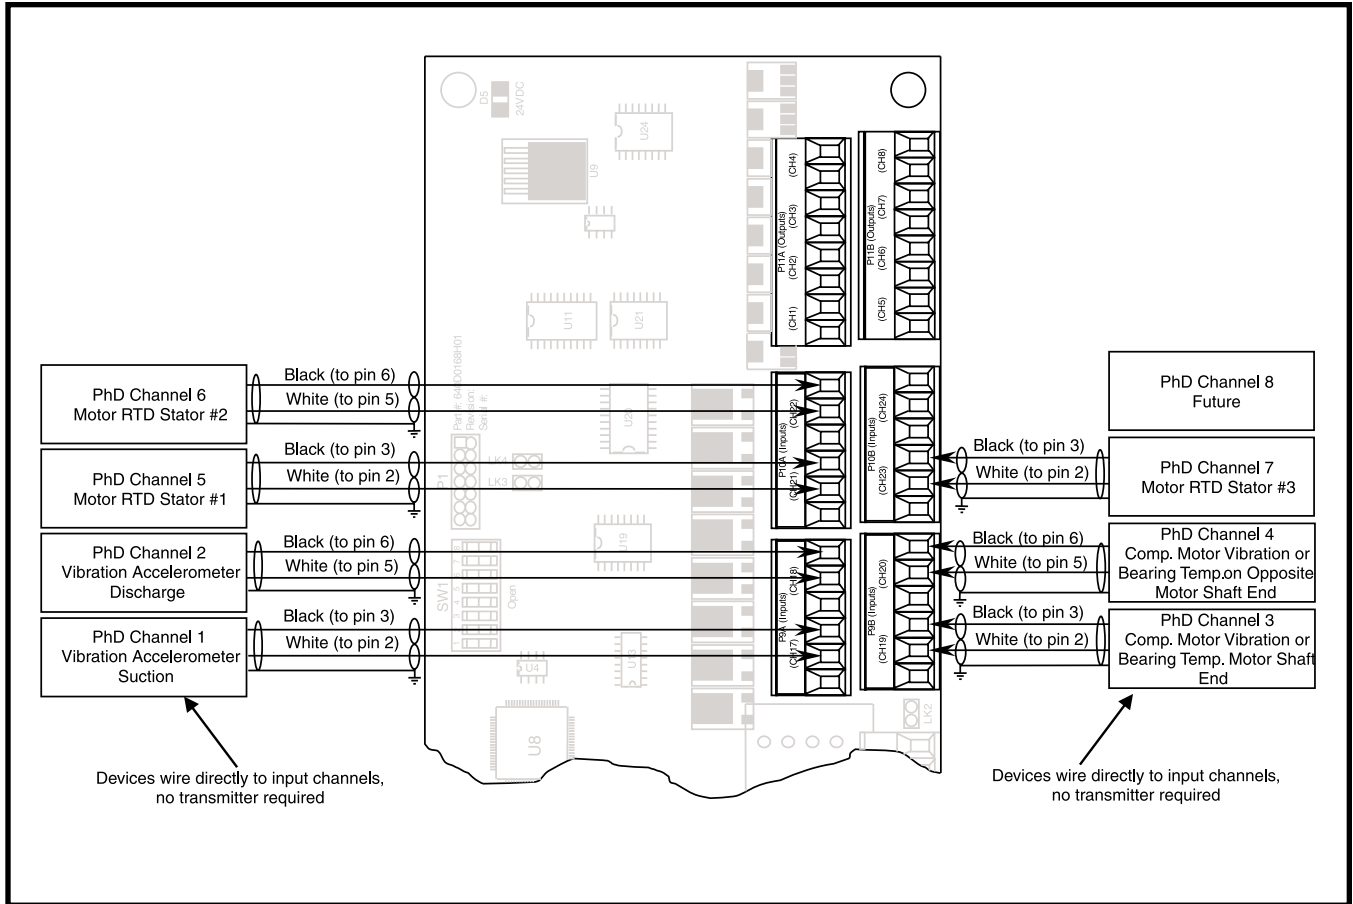 D5
24VDC
U24
U9
U11
U21
Part #: 640D0168H01
Revision:
Serial #:
U20
P1
LK4
LK3
U19
SW1
Open
U4
U13
U8
LK2
P11A (Outputs)
(CH4)
(CH3)
(CH2)
(CH1)
P11B (Outputs)
(CH8)
(CH7)
(CH6)
(CH5)
P10A (Inputs)
(CH22)
(CH21)
P10B (Inputs)
(CH24)
(CH23)
P9A (Inputs)
(CH18)
(CH17)
P9B (Inputs)
(CH20)
(CH19)
PhD Channel 6
Motor RTD Stator #2
Black (to pin 6)
White (to pin 5)
PhD Channel 5
Motor RTD Stator #1
Black (to pin 3)
White (to pin 2)
PhD Channel 2
Vibration Accelerometer
Discharge
Black (to pin 6)
White (to pin 5)
PhD Channel 1
Vibration Accelerometer
Suction
Black (to pin 3)
White (to pin 2)
Devices wire directly to input channels,
no transmitter required
PhD Channel 8
Future
Black (to pin 3)
White (to pin 2)
PhD Channel 7
Motor RTD Stator #3
Black (to pin 6)
White (to pin 5)
PhD Channel 4
Comp. Motor Vibration or
Bearing Temp.on Opposite
Motor Shaft End
Black (to pin 3)
White (to pin 2)
PhD Channel 3
Comp. Motor Vibration or
Bearing Temp. Motor Shaft
End
Devices wire directly to input channels,
no transmitter required